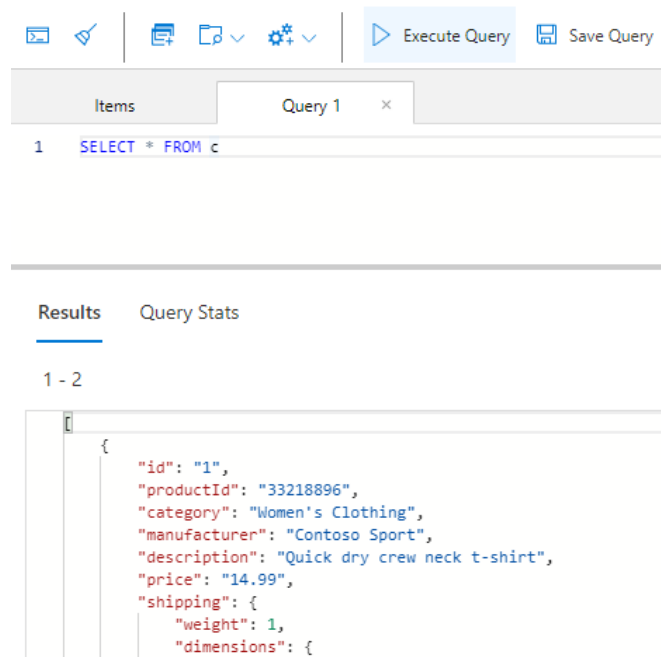 Execute Query Save Query
Items Query 1 ×
1 SELECT * FROM c
Results Query Stats
1 - 2
[
{
"id": "1",
"productId": "33218896",
"category": "Women's Clothing",
"manufacturer": "Contoso Sport",
"description": "Quick dry crew neck t-shirt",
"price": "14.99",
"shipping": {
"weight": 1,
"dimensions": {